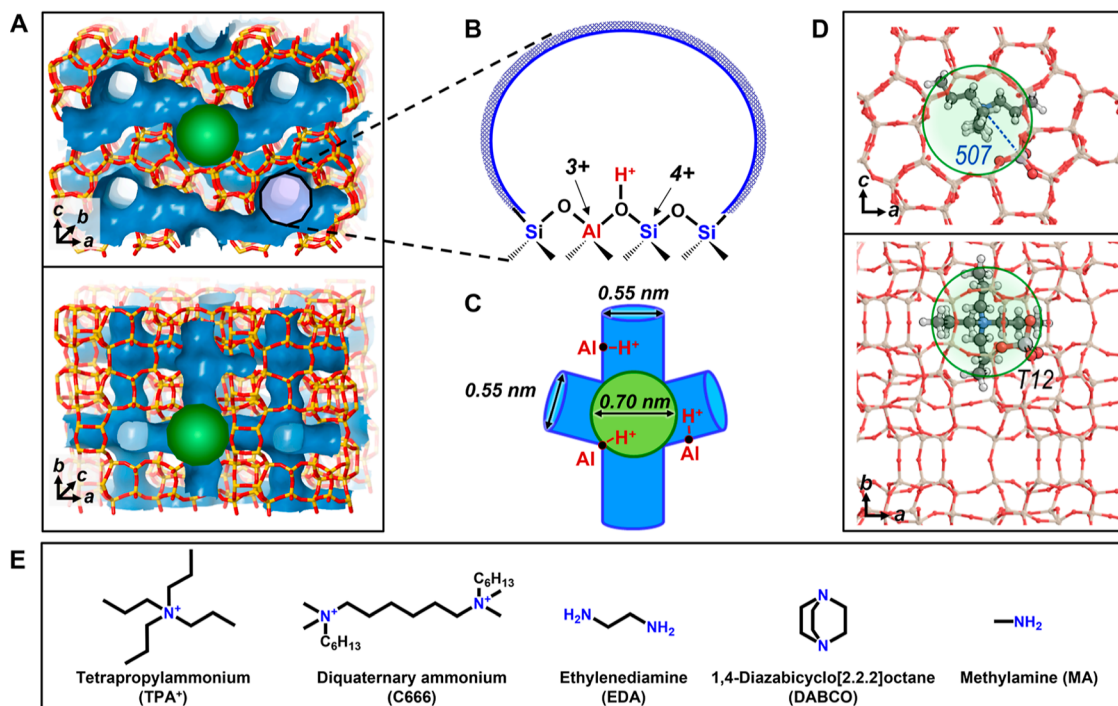 A
c
b
a
b
c
a
B
3+
H+
4+
O
O
O
Si
Al
Si
Si
C
0.55 nm
Al
H+
0.55 nm
0.70 nm
H+
H+
Al
Al
D
507
c
a
T12
b
a
E
N+
C6H13
N+
N+
C6H13
H2N
NH2
N
N
NH2
Tetrapropylammonium
(TPA+)
Diquaternary ammonium
(C666)
Ethylenediamine
(EDA)
1,4-Diazabicyclo[2.2.2]octane
(DABCO)
Methylamine (MA)